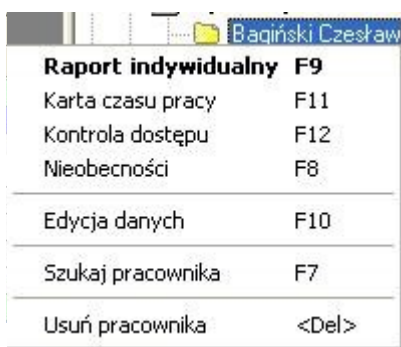 Bagiński Czesław
Raport indywidualny F9
Karta czasu pracy F11
Kontrola dostępu F12
Nieobecności F8
Edycja danych F10
Szukaj pracownika F7
Usuń pracownika <Del>